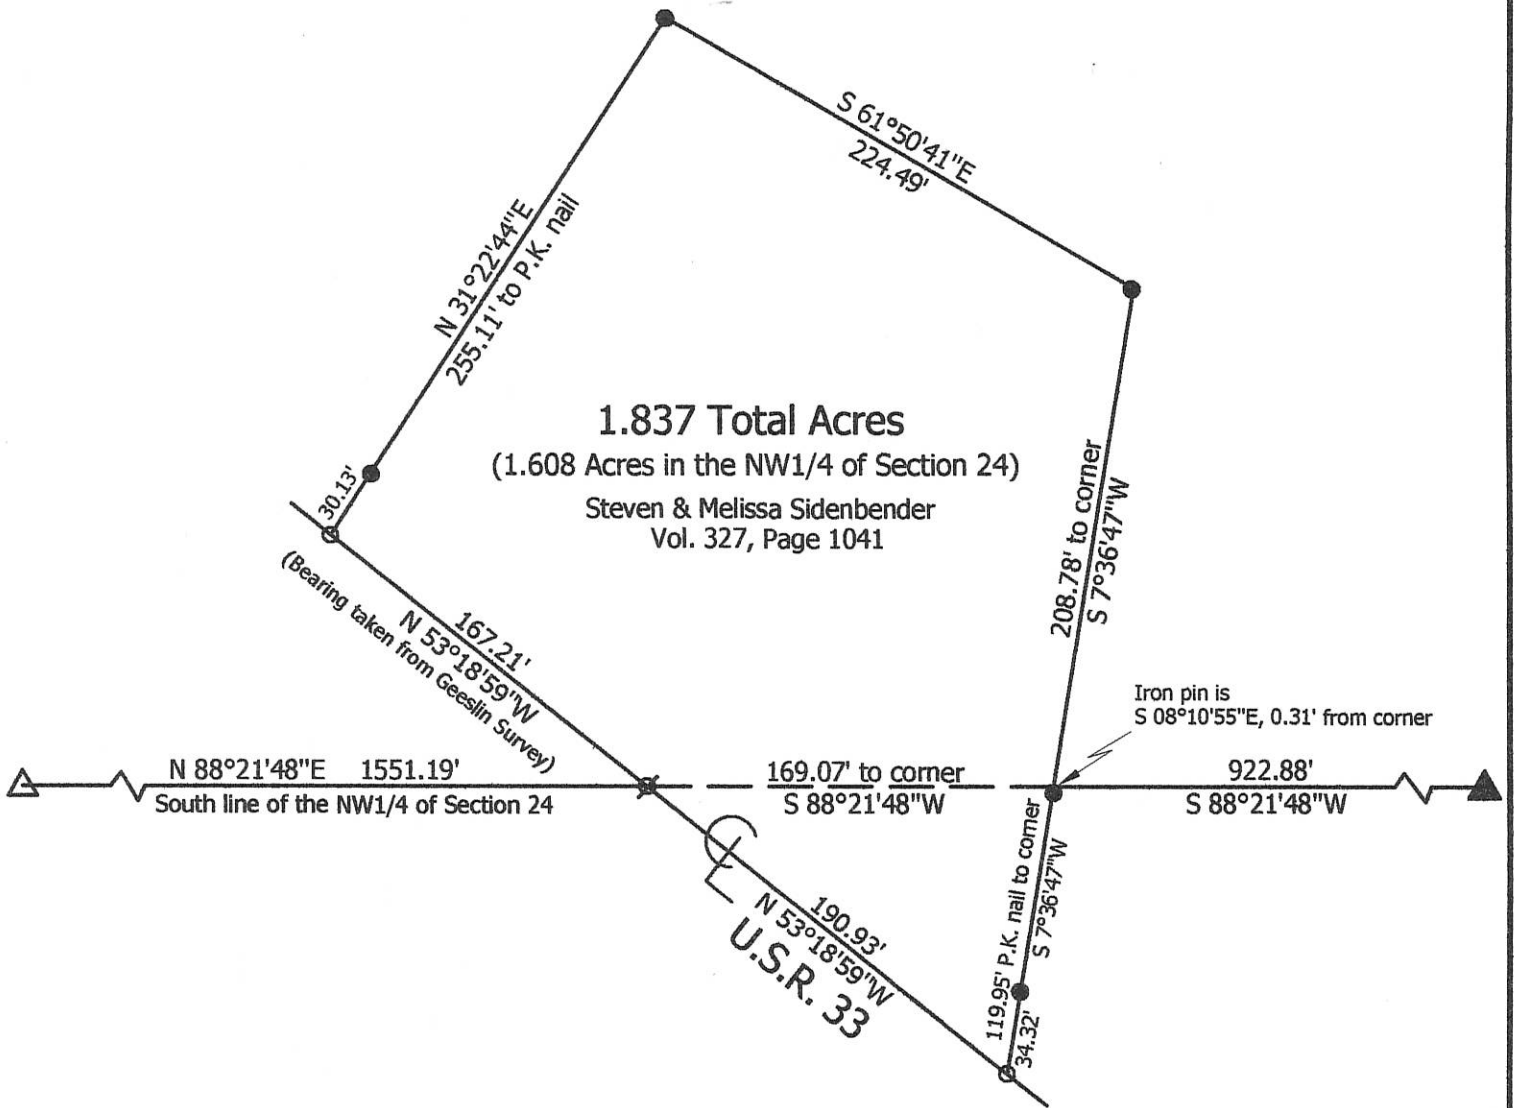 S 61°50'41"E
224.49'
N 31°22'44"E
255.11' to P.K. nail
1.837 Total Acres
(1.608 Acres in the NW1/4 of Section 24)
Steven & Melissa Sidenbender
Vol. 327, Page 1041
30.13'
208.78' to corner
S 7°36'47"W
167.21'
N 53°18'59"W
(Bearing taken from Geeslin Survey)
Iron pin is
S 08°10'55"E, 0.31' from corner
N 88°21'48"E 1551.19'
South line of the NW1/4 of Section 24
169.07' to corner
S 88°21'48"W
922.88'
S 88°21'48"W
190.93'
N 53°18'59"W
U.S.R. 33
119.95' P.K. nail to corner
S 7°36'47"W
34.32'